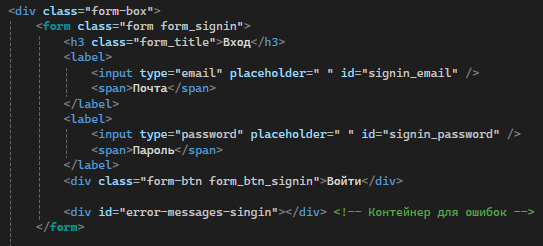 <div class="form-box">
<form class="form form_signin">
<h3 class="form_title">Вход</h3>
<label>
<input type="email" placeholder=" " id="signin_email" />
<span>Почта</span>
</label>
<label>
<input type="password" placeholder=" " id="signin_password" />
<span>Пароль</span>
</label>
<div class="form-btn form_btn_signin">Войти</div>
<div id="error-messages-singin"></div> <!-- Контейнер для ошибок -->
</form>